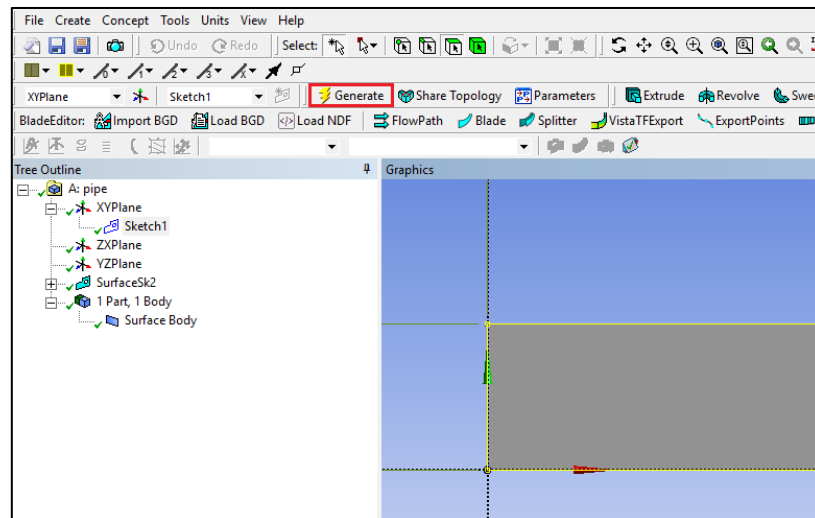 File Create Concept Tools Units View Help
Undo Redo Select:
XYPlane Sketch1 Generate Share Topology Parameters Extrude Revolve
BladeEditor: Import BGD Load BGD Load NDF FlowPath Blade Splitter VistaTFExport ExportPoints
Tree Outline Graphics
A: pipe
XYPlane
Sketch1
ZXPlane
YZPlane
SurfaceSk2
1 Part, 1 Body
Surface Body